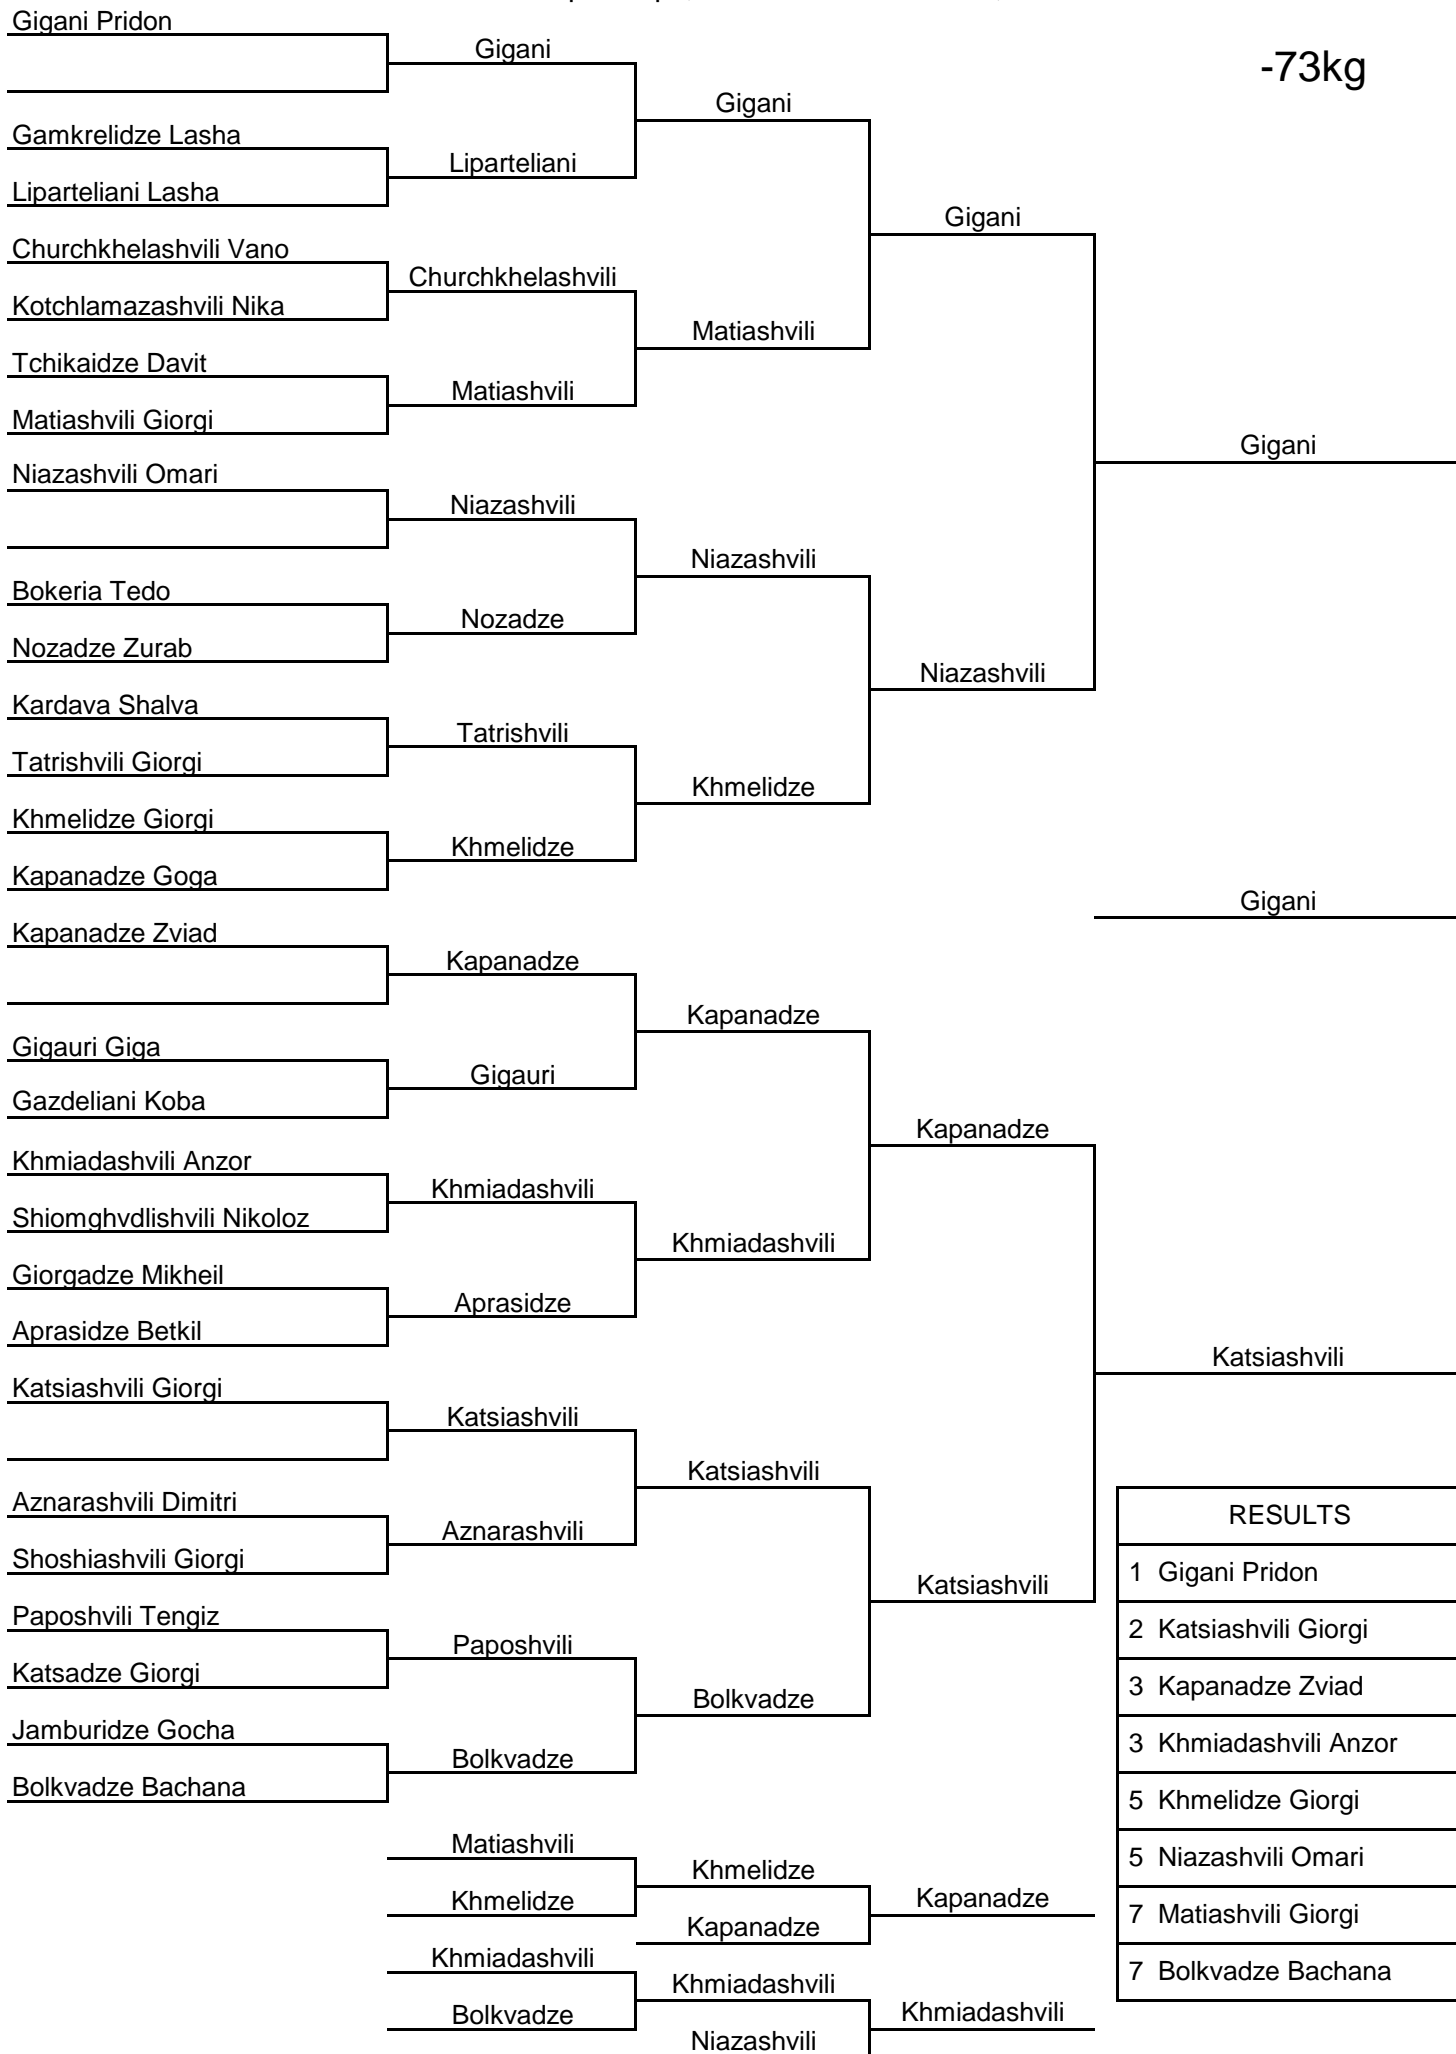 -73kg
Gigani Pridon
Gamkrelidze Lasha
Liparteliani Lasha
Churchkhelashvili Vano
Kotchlamazashvili Nika
Tchikaidze Davit
Matiashvili Giorgi
Niazashvili Omari
Bokeria Tedo
Nozadze Zurab
Kardava Shalva
Tatrishvili Giorgi
Khmelidze Giorgi
Kapanadze Goga
Kapanadze Zviad
Gigauri Giga
Gazdeliani Koba
Khmiadashvili Anzor
Shiomghvdlishvili Nikoloz
Giorgadze Mikheil
Aprasidze Betkil
Katsiashvili Giorgi
Aznarashvili Dimitri
Shoshiashvili Giorgi
Paposhvili Tengiz
Katsadze Giorgi
Jamburidze Gocha
Bolkvadze Bachana
Gigani
Liparteliani
Churchkhelashvili
Matiashvili
Niazashvili
Nozadze
Tatrishvili
Khmelidze
Kapanadze
Gigauri
Khmiadashvili
Aprasidze
Katsiashvili
Aznarashvili
Paposhvili
Bolkvadze
Gigani
Matiashvili
Niazashvili
Khmelidze
Kapanadze
Khmiadashvili
Katsiashvili
Bolkvadze
Gigani
Niazashvili
Kapanadze
Katsiashvili
Gigani
Gigani
Katsiashvili
Matiashvili
Khmelidze
Khmiadashvili
Bolkvadze
Khmelidze
Kapanadze
Khmiadashvili
Niazashvili
Kapanadze
Khmiadashvili
RESULTS
1 Gigani Pridon
2 Katsiashvili Giorgi
3 Kapanadze Zviad
3 Khmiadashvili Anzor
5 Khmelidze Giorgi
5 Niazashvili Omari
7 Matiashvili Giorgi
7 Bolkvadze Bachana